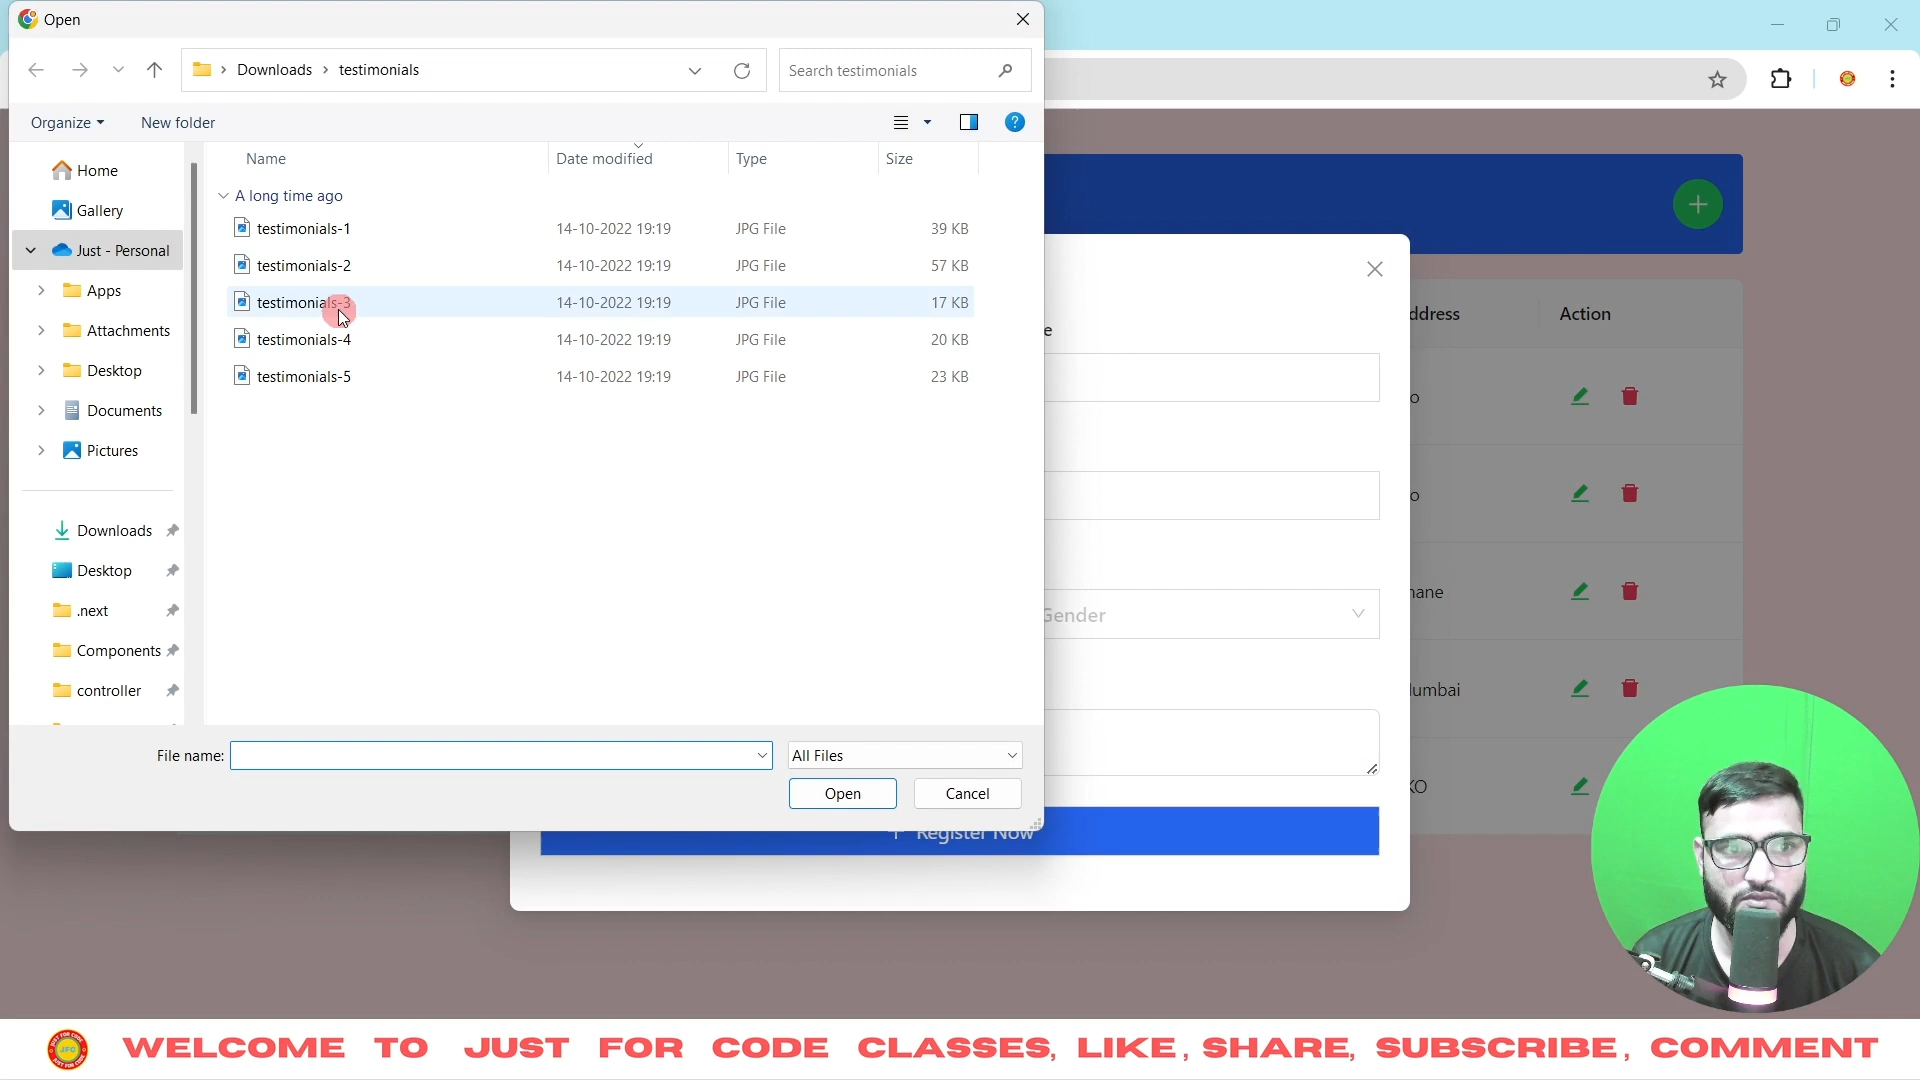 Open
Downloads > testimonials
Search testimonials
Organize
New folder
Name
Date modified
Type
Size
A long time ago
testimonials-1 14-10-2022 19:19 JPG File 39 KB
testimonials-2 14-10-2022 19:19 JPG File 57 KB
testimonials-3 14-10-2022 19:19 JPG File 17 KB
testimonials-4 14-10-2022 19:19 JPG File 20 KB
testimonials-5 14-10-2022 19:19 JPG File 23 KB
Home
Gallery
Just - Personal
Apps
Attachments
Desktop
Documents
Pictures
Downloads
Desktop
.next
Components
controller
File name:
All Files
Open
Cancel
ddress
Action
e
o
o
hane
Gender
umbai
KO
+ Register Now
JUST FOR CODE
JFC
WELCOME TO JUST FOR CODE CLASSES, LIKE, SHARE, SUBSCRIBE, COMMENT